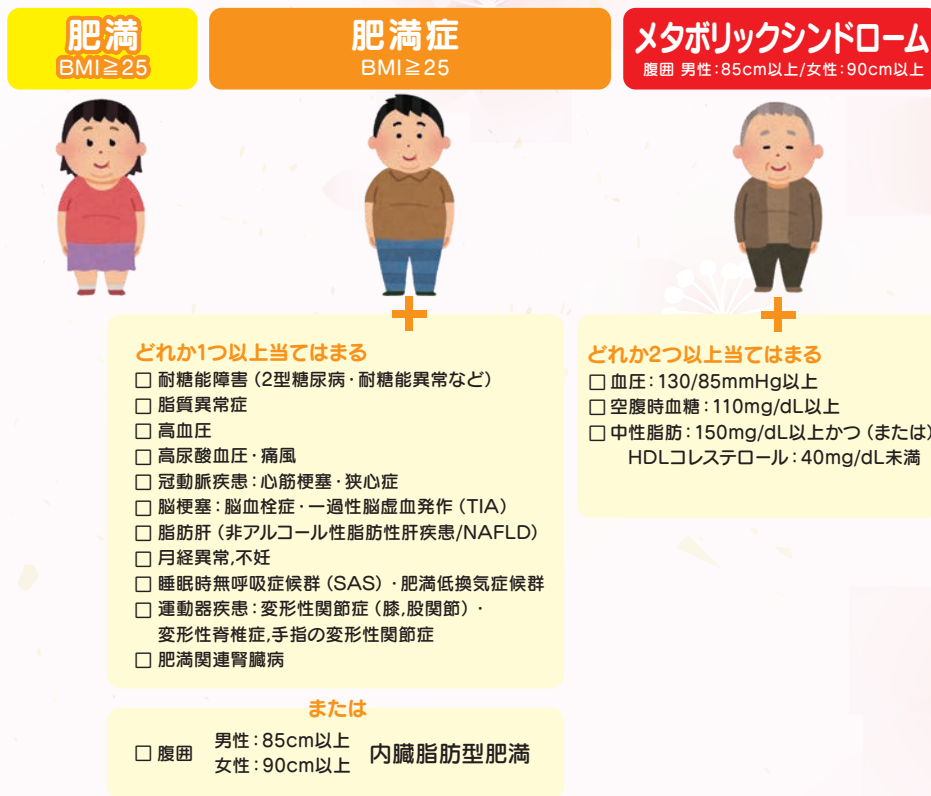 肥満
BMI≧25
肥満症
BMI≧25
メタボリックシンドローム
腹囲 男性:85cm以上/女性:90cm以上
+
どれか1つ以上当てはまる
□ 耐糖能障害(2型糖尿病・耐糖能異常など)
□ 脂質異常症
□ 高血圧
□ 高尿酸血圧・痛風
□ 冠動脈疾患:心筋梗塞・狭心症
□ 脳梗塞:脳血栓症・一過性脳虚血発作(TIA)
□ 脂肪肝(非アルコール性脂肪性肝疾患/NAFLD)
□ 月経異常,不妊
□ 睡眠時無呼吸症候群(SAS)・肥満低換気症候群
□ 運動器疾患:変形性関節症(膝,股関節)・
変形性脊椎症,手指の変形性関節症
□ 肥満関連腎臓病
または
□ 腹囲 男性:85cm以上
女性:90cm以上 内臓脂肪型肥満
+
どれか2つ以上当てはまる
□ 血圧:130/85mmHg以上
□ 空腹時血糖:110mg/dL以上
□ 中性脂肪:150mg/dL以上かつ(または)
HDLコレステロール:40mg/dL未満